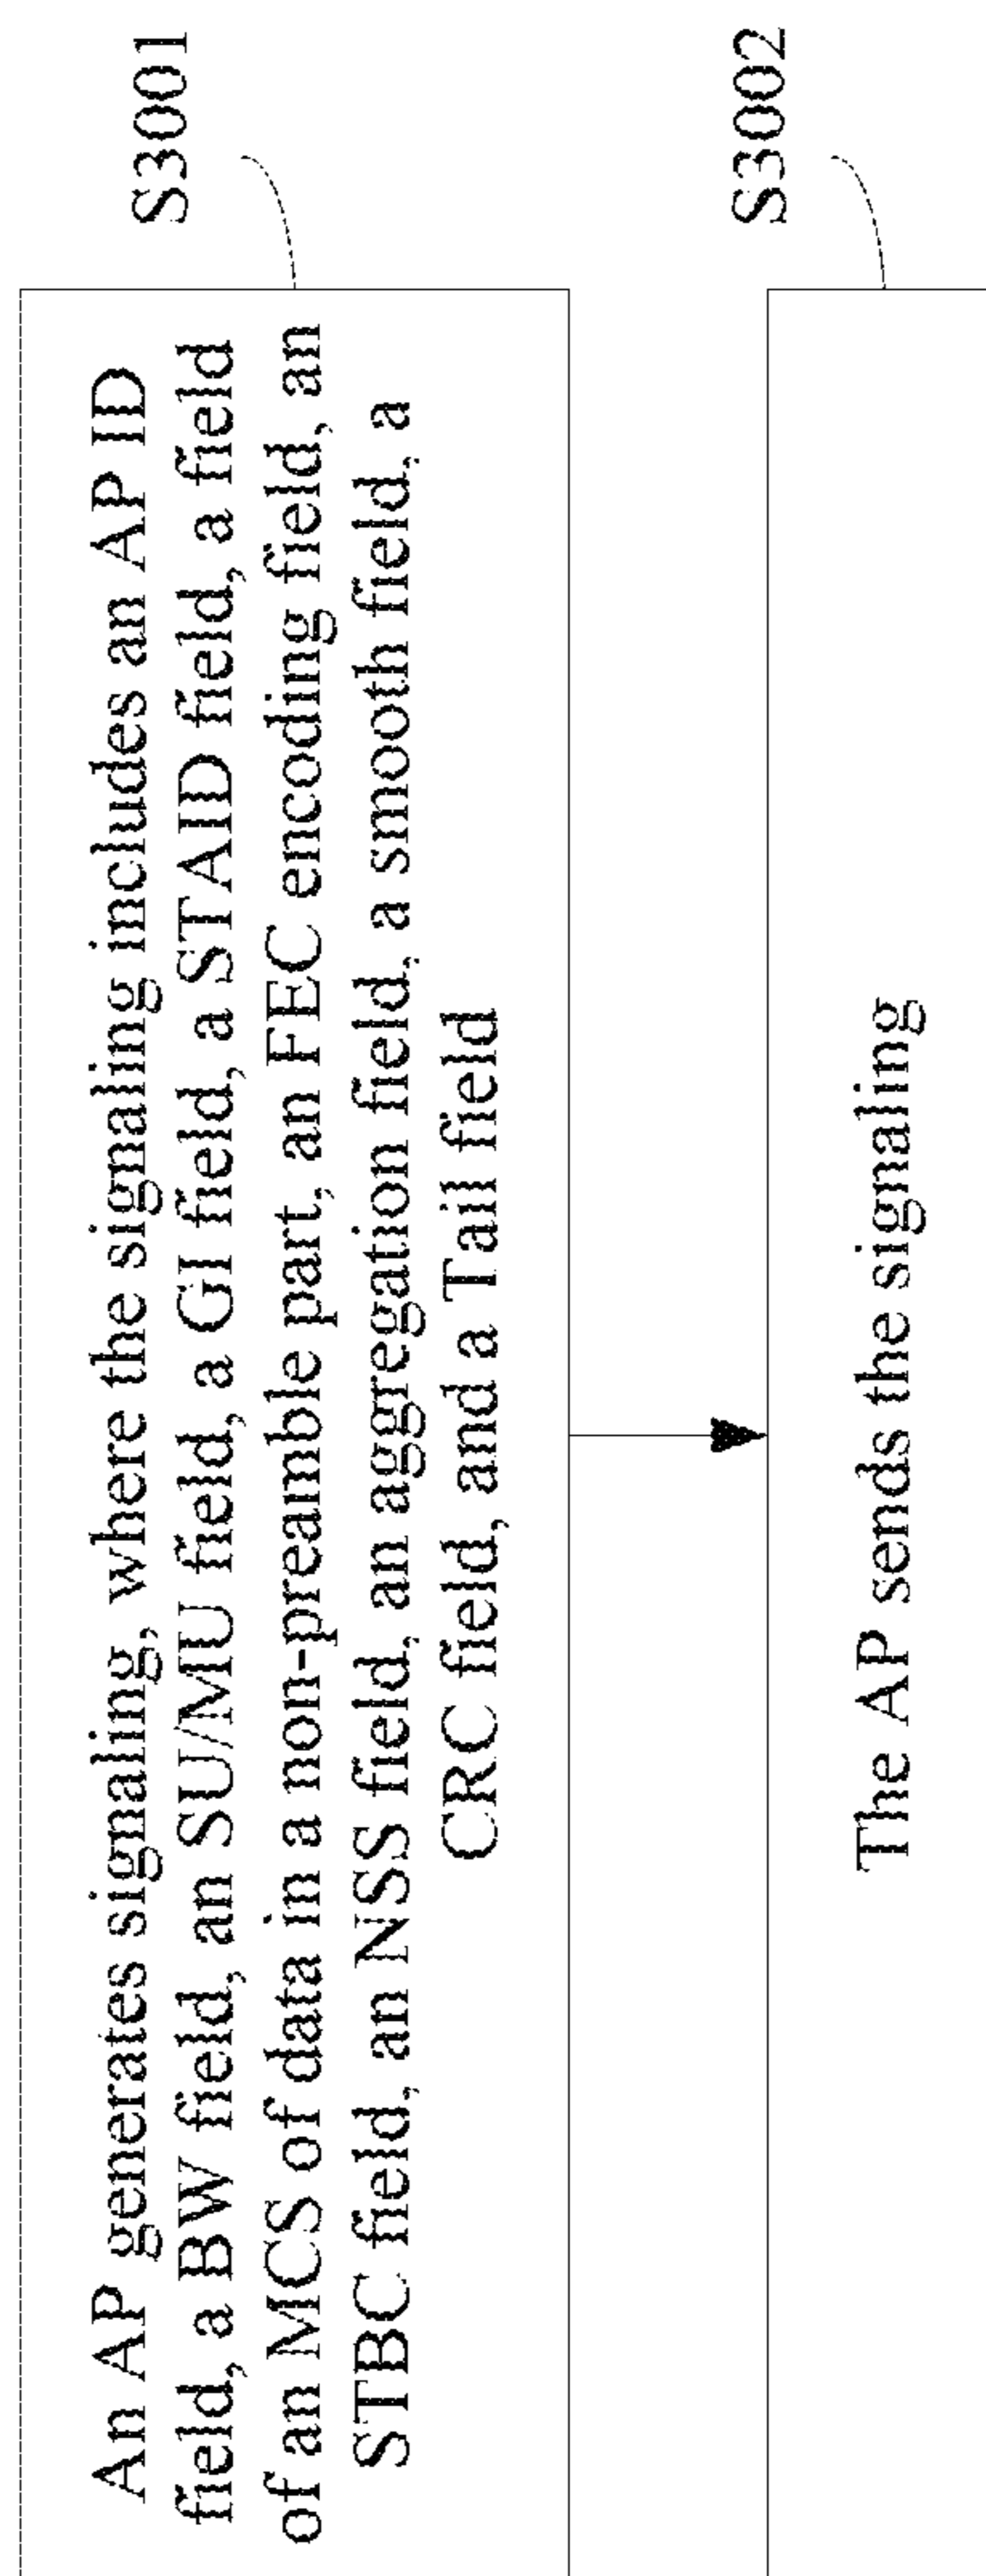 An AP generates signaling, where the signaling includes an AP ID
field, a BW field, an SU/MU field, a GI field, a STAID field, a field
of an MCS of data in a non-preamble part, an FEC encoding field, an
STBC field, an NSS field, an aggregation field, a smooth field, a
CRC field, and a Tail field
S3001
The AP sends the signaling
S3002